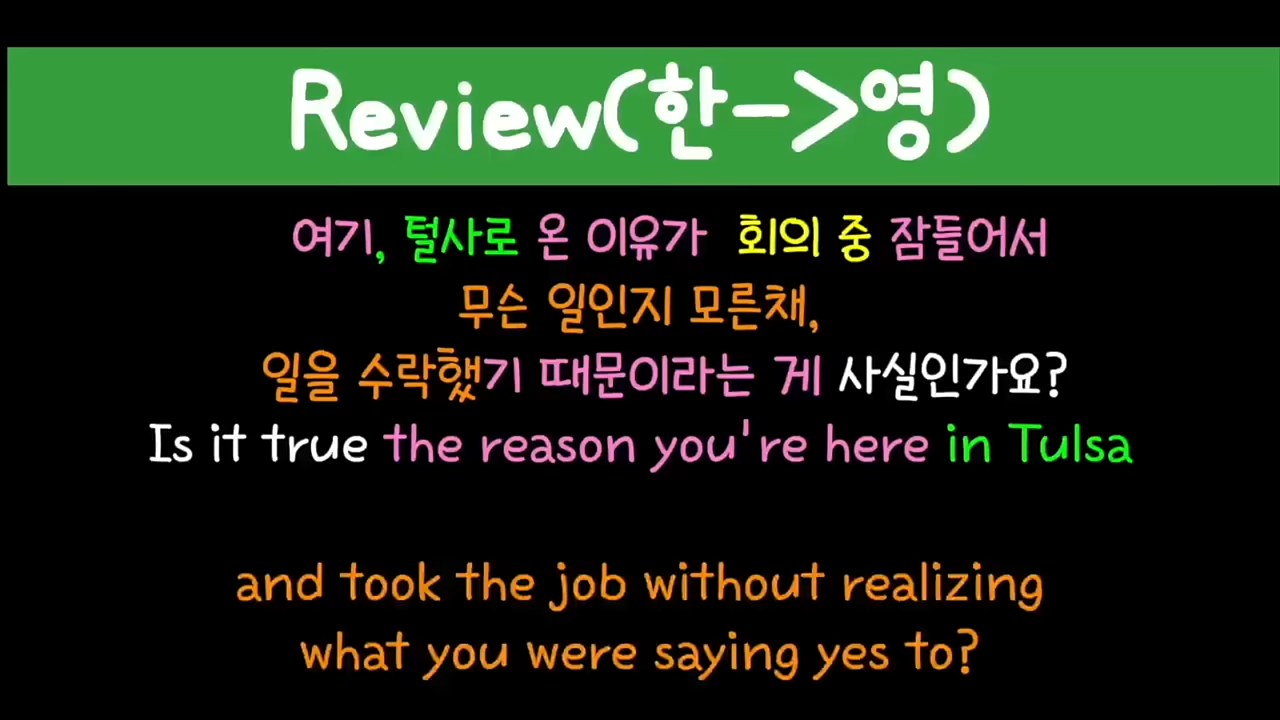 Review(한->영)
여기, 털사로 온 이유가 회의 중 잠들어서
무슨 일인지 모른채,
일을 수락했기 때문이라는 게 사실인가요?
Is it true the reason you're here in Tulsa
and took the job without realizing
what you were saying yes to?